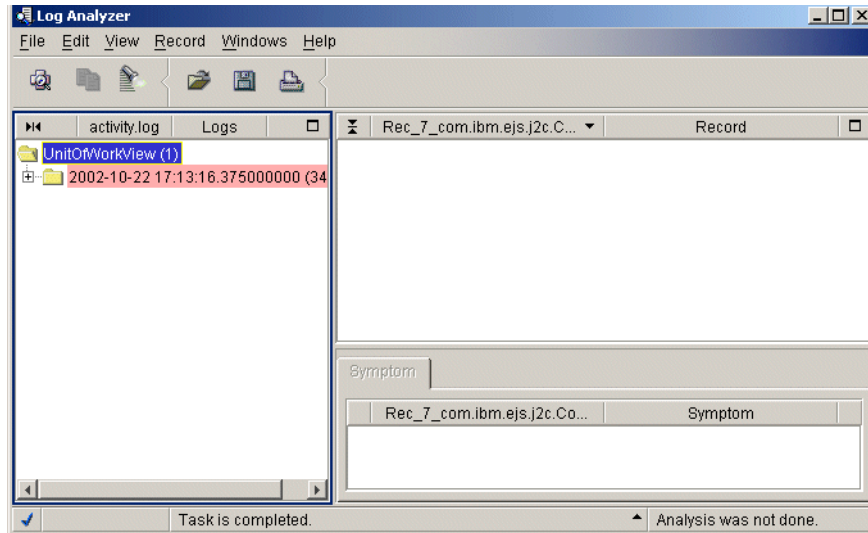 Log Analyzer
File Edit View Record Windows Help
activity.log Logs
Rec_7_com.ibm.ejs.j2c.C... Record
UnitOfWorkView (1)
2002-10-22 17:13:16.375000000 (34
Symptom
Rec_7_com.ibm.ejs.j2c.Co... Symptom
Task is completed. Analysis was not done.